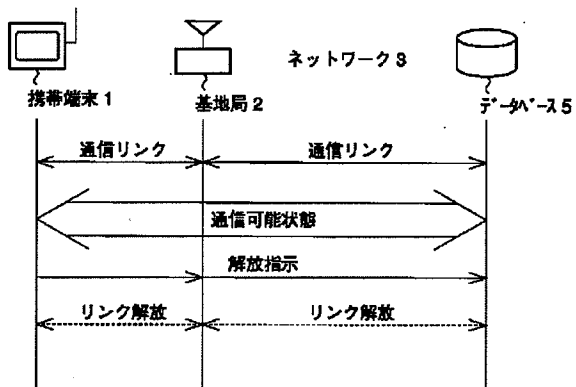 ネットワーク 3
携帯端末 1
基地局 2
データベース 5
通信リンク
通信リンク
通信可能状態
解放指示
リンク解放
リンク解放